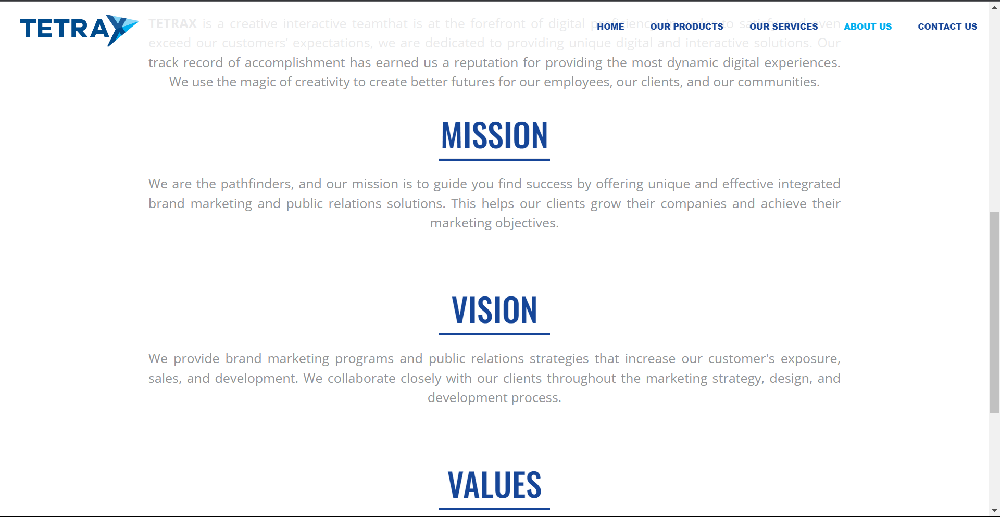 TETRAX
HOME OUR PRODUCTS OUR SERVICES ABOUT US CONTACT US
TETRAX is a creative interactive teamthat is at the forefront of digital proficiency. In order to satisfy and even
exceed our customers’ expectations, we are dedicated to providing unique digital and interactive solutions. Our
track record of accomplishment has earned us a reputation for providing the most dynamic digital experiences.
We use the magic of creativity to create better futures for our employees, our clients, and our communities.
MISSION
We are the pathfinders, and our mission is to guide you find success by offering unique and effective integrated
brand marketing and public relations solutions. This helps our clients grow their companies and achieve their
marketing objectives.
VISION
We provide brand marketing programs and public relations strategies that increase our customer's exposure,
sales, and development. We collaborate closely with our clients throughout the marketing strategy, design, and
development process.
VALUES